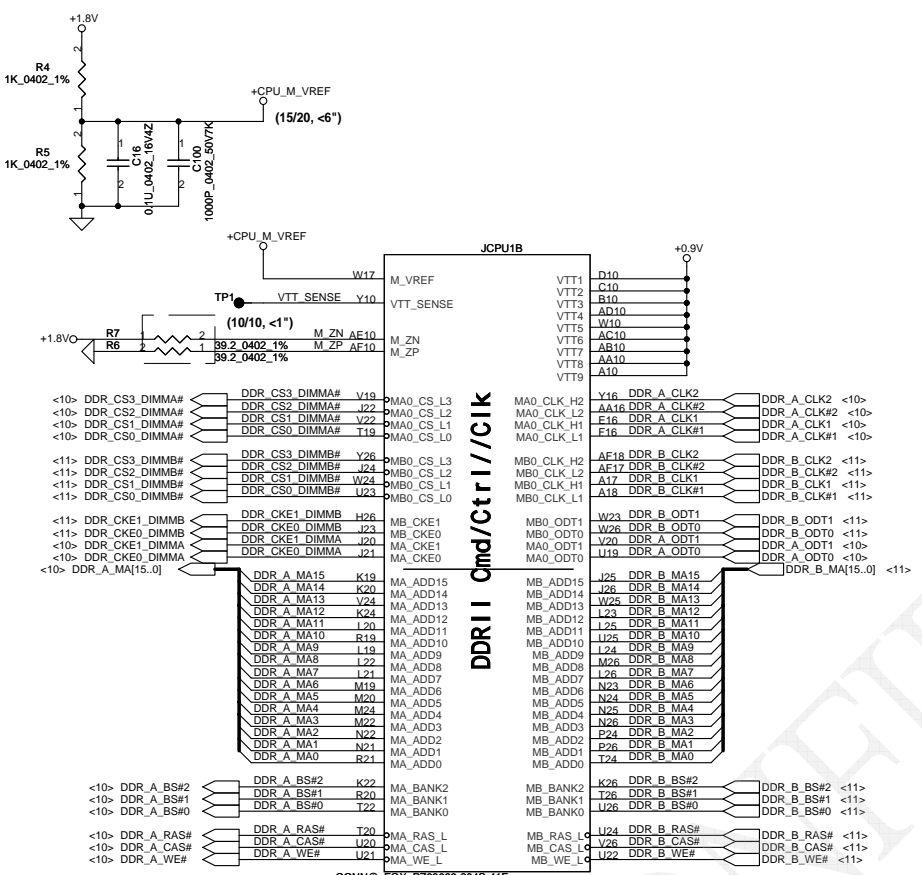 +1.8V
R4
1K_0402_1%
2
1
+CPU_M_VREF
(15/20, <6")
R5
1K_0402_1%
2
1
1
2
C16
0.1U_0402_16V4Z
1
2
C100
1000P_0402_50V7K
+CPU_M_VREF
JCPU1B
+0.9V
W17 M_VREF
TP1 VTT_SENSE Y10 VTT_SENSE
(10/10, <1")
+1.8V R7 1 2 39.2_0402_1% M_ZN AE10 M_ZN
R6 2 1 39.2_0402_1% M_ZP AF10 M_ZP
VTT1 D10
VTT2 C10
VTT3 B10
VTT4 AD10
VTT5 W10
VTT6 AC10
VTT7 AB10
VTT8 AA10
VTT9 A10
DDRII Cmd/Ctrl//Clk
<10> DDR_CS3_DIMMA# DDR_CS3_DIMMA# V19 MA0_CS_L3
<10> DDR_CS2_DIMMA# DDR_CS2_DIMMA# J22 MA0_CS_L2
<10> DDR_CS1_DIMMA# DDR_CS1_DIMMA# V22 MA0_CS_L1
<10> DDR_CS0_DIMMA# DDR_CS0_DIMMA# T19 MA0_CS_L0
MA0_CLK_H2 Y16 DDR_A_CLK2 DDR_A_CLK2 <10>
MA0_CLK_L2 AA16 DDR_A_CLK#2 DDR_A_CLK#2 <10>
MA0_CLK_H1 E16 DDR_A_CLK1 DDR_A_CLK1 <10>
MA0_CLK_L1 F16 DDR_A_CLK#1 DDR_A_CLK#1 <10>
<11> DDR_CS3_DIMMB# DDR_CS3_DIMMB# Y26 MB0_CS_L3
<11> DDR_CS2_DIMMB# DDR_CS2_DIMMB# J24 MB0_CS_L2
<11> DDR_CS1_DIMMB# DDR_CS1_DIMMB# W24 MB0_CS_L1
<11> DDR_CS0_DIMMB# DDR_CS0_DIMMB# U23 MB0_CS_L0
MB0_CLK_H2 AF18 DDR_B_CLK2 DDR_B_CLK2 <11>
MB0_CLK_L2 AF17 DDR_B_CLK#2 DDR_B_CLK#2 <11>
MB0_CLK_H1 A17 DDR_B_CLK1 DDR_B_CLK1 <11>
MB0_CLK_L1 A18 DDR_B_CLK#1 DDR_B_CLK#1 <11>
<11> DDR_CKE1_DIMMB DDR_CKE1_DIMMB H26 MB_CKE1
<11> DDR_CKE0_DIMMB DDR_CKE0_DIMMB J23 MB_CKE0
<10> DDR_CKE1_DIMMA DDR_CKE1_DIMMA J20 MA_CKE1
<10> DDR_CKE0_DIMMA DDR_CKE0_DIMMA J21 MA_CKE0
MB0_ODT1 W23 DDR_B_ODT1 DDR_B_ODT1 <11>
MB0_ODT0 W26 DDR_B_ODT0 DDR_B_ODT0 <11>
MA0_ODT1 V20 DDR_A_ODT1 DDR_A_ODT1 <10>
MA0_ODT0 U19 DDR_A_ODT0 DDR_A_ODT0 <10>
<10> DDR_A_MA[15..0]
DDR_B_MA[15..0] <11>
DDR_A_MA15 K19 MA_ADD15 MB_ADD15 J25 DDR_B_MA15
DDR_A_MA14 K20 MA_ADD14 MB_ADD14 J26 DDR_B_MA14
DDR_A_MA13 V24 MA_ADD13 MB_ADD13 W25 DDR_B_MA13
DDR_A_MA12 K24 MA_ADD12 MB_ADD12 L23 DDR_B_MA12
DDR_A_MA11 L20 MA_ADD11 MB_ADD11 L25 DDR_B_MA11
DDR_A_MA10 R19 MA_ADD10 MB_ADD10 U25 DDR_B_MA10
DDR_A_MA9 L19 MA_ADD9 MB_ADD9 L24 DDR_B_MA9
DDR_A_MA8 L22 MA_ADD8 MB_ADD8 M26 DDR_B_MA8
DDR_A_MA7 L21 MA_ADD7 MB_ADD7 L26 DDR_B_MA7
DDR_A_MA6 M19 MA_ADD6 MB_ADD6 N23 DDR_B_MA6
DDR_A_MA5 M20 MA_ADD5 MB_ADD5 N24 DDR_B_MA5
DDR_A_MA4 M24 MA_ADD4 MB_ADD4 N25 DDR_B_MA4
DDR_A_MA3 M22 MA_ADD3 MB_ADD3 N26 DDR_B_MA3
DDR_A_MA2 N22 MA_ADD2 MB_ADD2 P24 DDR_B_MA2
DDR_A_MA1 N21 MA_ADD1 MB_ADD1 P26 DDR_B_MA1
DDR_A_MA0 R21 MA_ADD0 MB_ADD0 T24 DDR_B_MA0
<10> DDR_A_BS#2 DDR_A_BS#2 K22 MA_BANK2 MB_BANK2 K26 DDR_B_BS#2 DDR_B_BS#2 <11>
<10> DDR_A_BS#1 DDR_A_BS#1 R20 MA_BANK1 MB_BANK1 T26 DDR_B_BS#1 DDR_B_BS#1 <11>
<10> DDR_A_BS#0 DDR_A_BS#0 T22 MA_BANK0 MB_BANK0 U26 DDR_B_BS#0 DDR_B_BS#0 <11>
<10> DDR_A_RAS# DDR_A_RAS# T20 MA_RAS_L MB_RAS_L U24 DDR_B_RAS# DDR_B_RAS# <11>
<10> DDR_A_CAS# DDR_A_CAS# U20 MA_CAS_L MB_CAS_L V26 DDR_B_CAS# DDR_B_CAS# <11>
<10> DDR_A_WE# DDR_A_WE# U21 MA_WE_L MB_WE_L U22 DDR_B_WE# DDR_B_WE# <11>